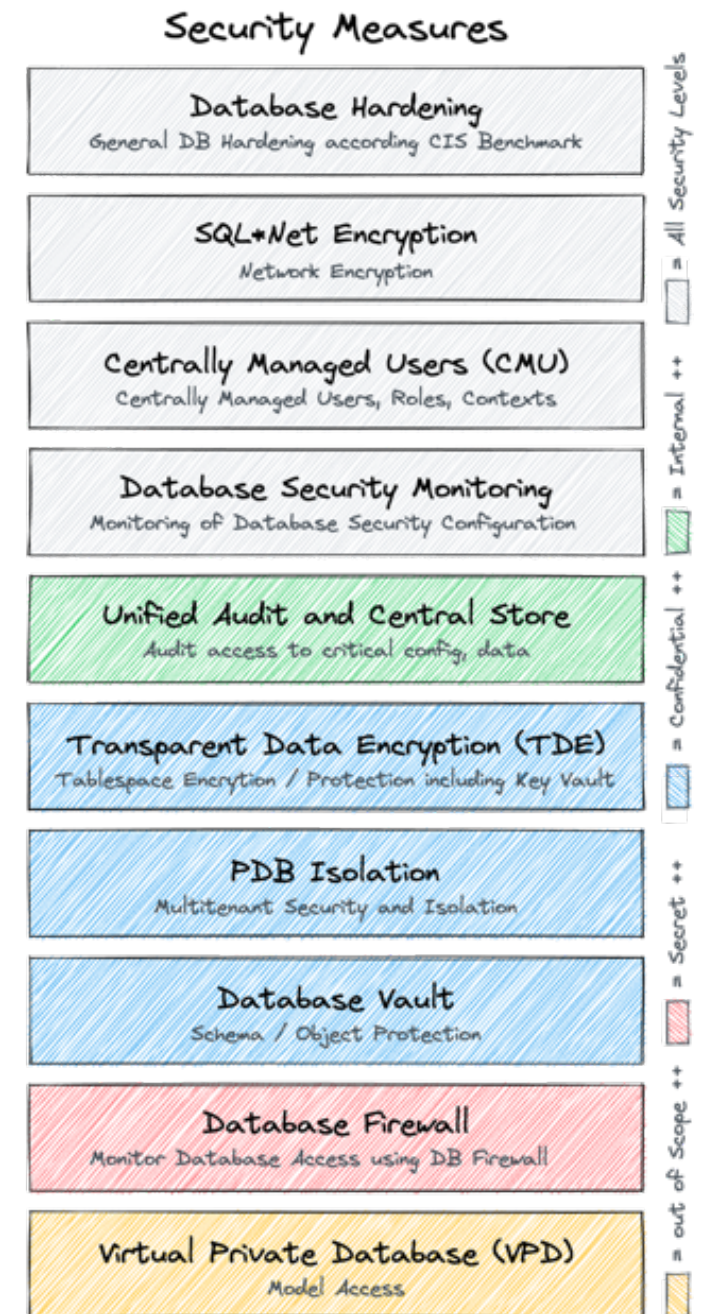 Security Measures
Database Hardening
General DB Hardening according CIS Benchmark
SQL*Net Encryption
Network Encryption
Centrally Managed Users (CMU)
Centrally Managed Users, Roles, Contexts
Database Security Monitoring
Monitoring of Database Security Configuration
Unified Audit and Central Store
Audit access to critical config, data
Transparent Data Encryption (TDE)
Tablespace Encrytion / Protection including Key Vault
PDB Isolation
Multitenant Security and Isolation
Database Vault
Schema / Object Protection
Database Firewall
Monitor Database Access using DB Firewall
Virtual Private Database (VPD)
Model Access
= All Security Levels
= Internal ++
= Confidential ++
= Secret ++
= out of Scope ++